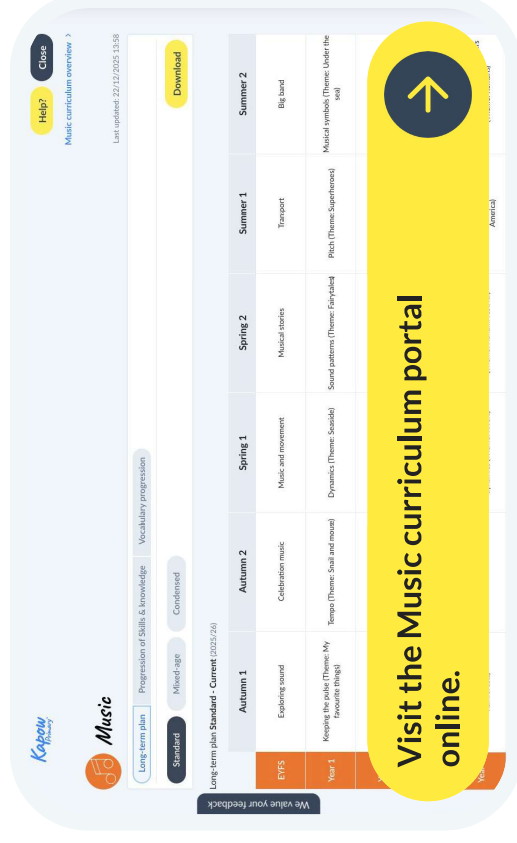 Kapow
Primary
Help?
Close
Music curriculum overview >
Music
Last updated: 22/12/2025 13:58
Long-term plan
Progression of Skills & knowledge
Vocabulary progression
Standard
Mixed-age
Condensed
Download
Long-term plan Standard - Current (2025/26)
Autumn 1
Autumn 2
Spring 1
Spring 2
Summer 1
Summer 2
EYFS
Exploring sound
Celebration music
Music and movement
Musical stories
Transport
Big band
Year 1
Keeping the pulse (Theme: My
favourite things)
Tempo (Theme: Snail and mouse)
Dynamics (Theme: Seaside)
Sound patterns (Theme: Fairytales)
Pitch (Theme: Superheroes)
Musical symbols (Theme: Under the
sea)
America)
Visit the Music curriculum portal
online.
We value your feedback